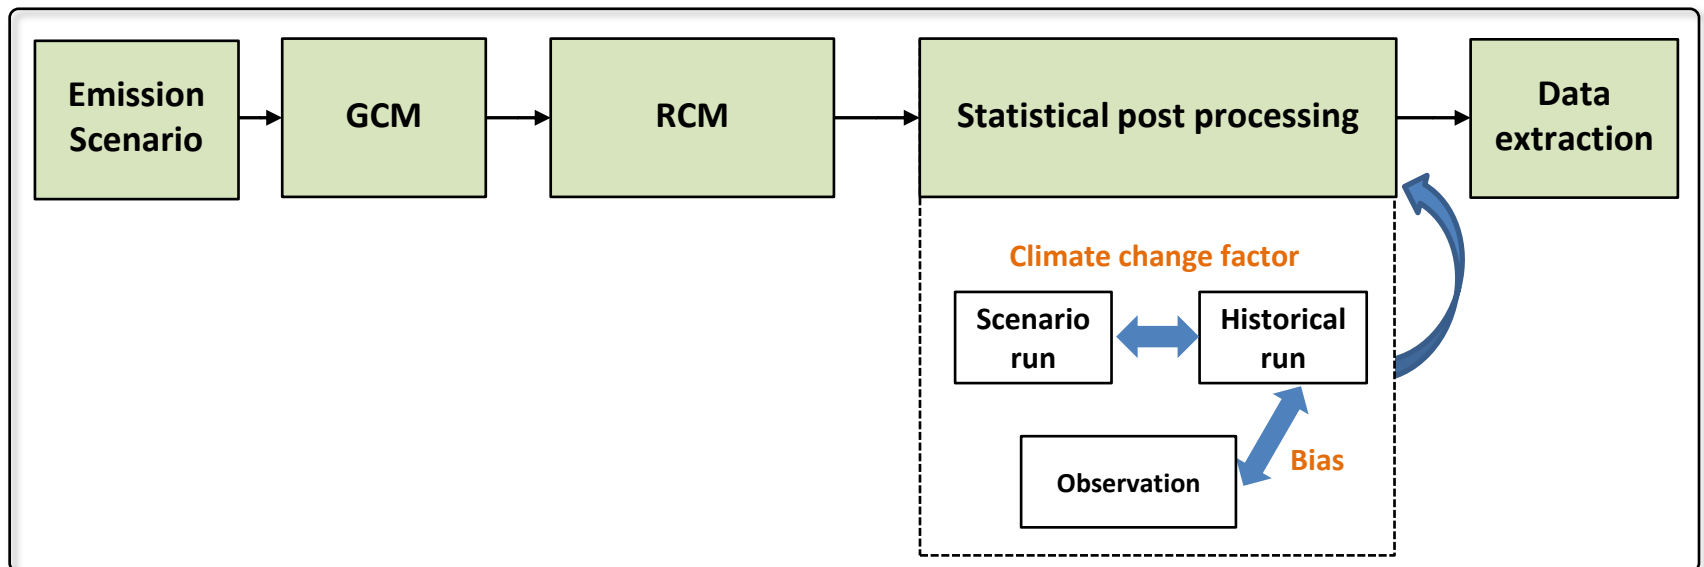 Emission
Scenario
GCM
RCM
Statistical post processing
Data
extraction
Climate change factor
Scenario
run
Historical
run
Bias
Observation